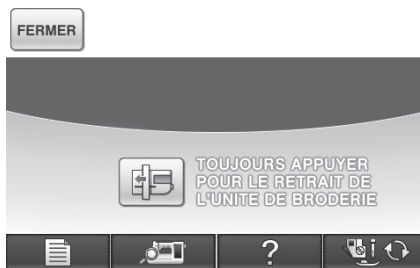 FERMER
TOUJOURS APPUYER
POUR LE RETRAIT DE
L'UNITE DE BRODERIE
?